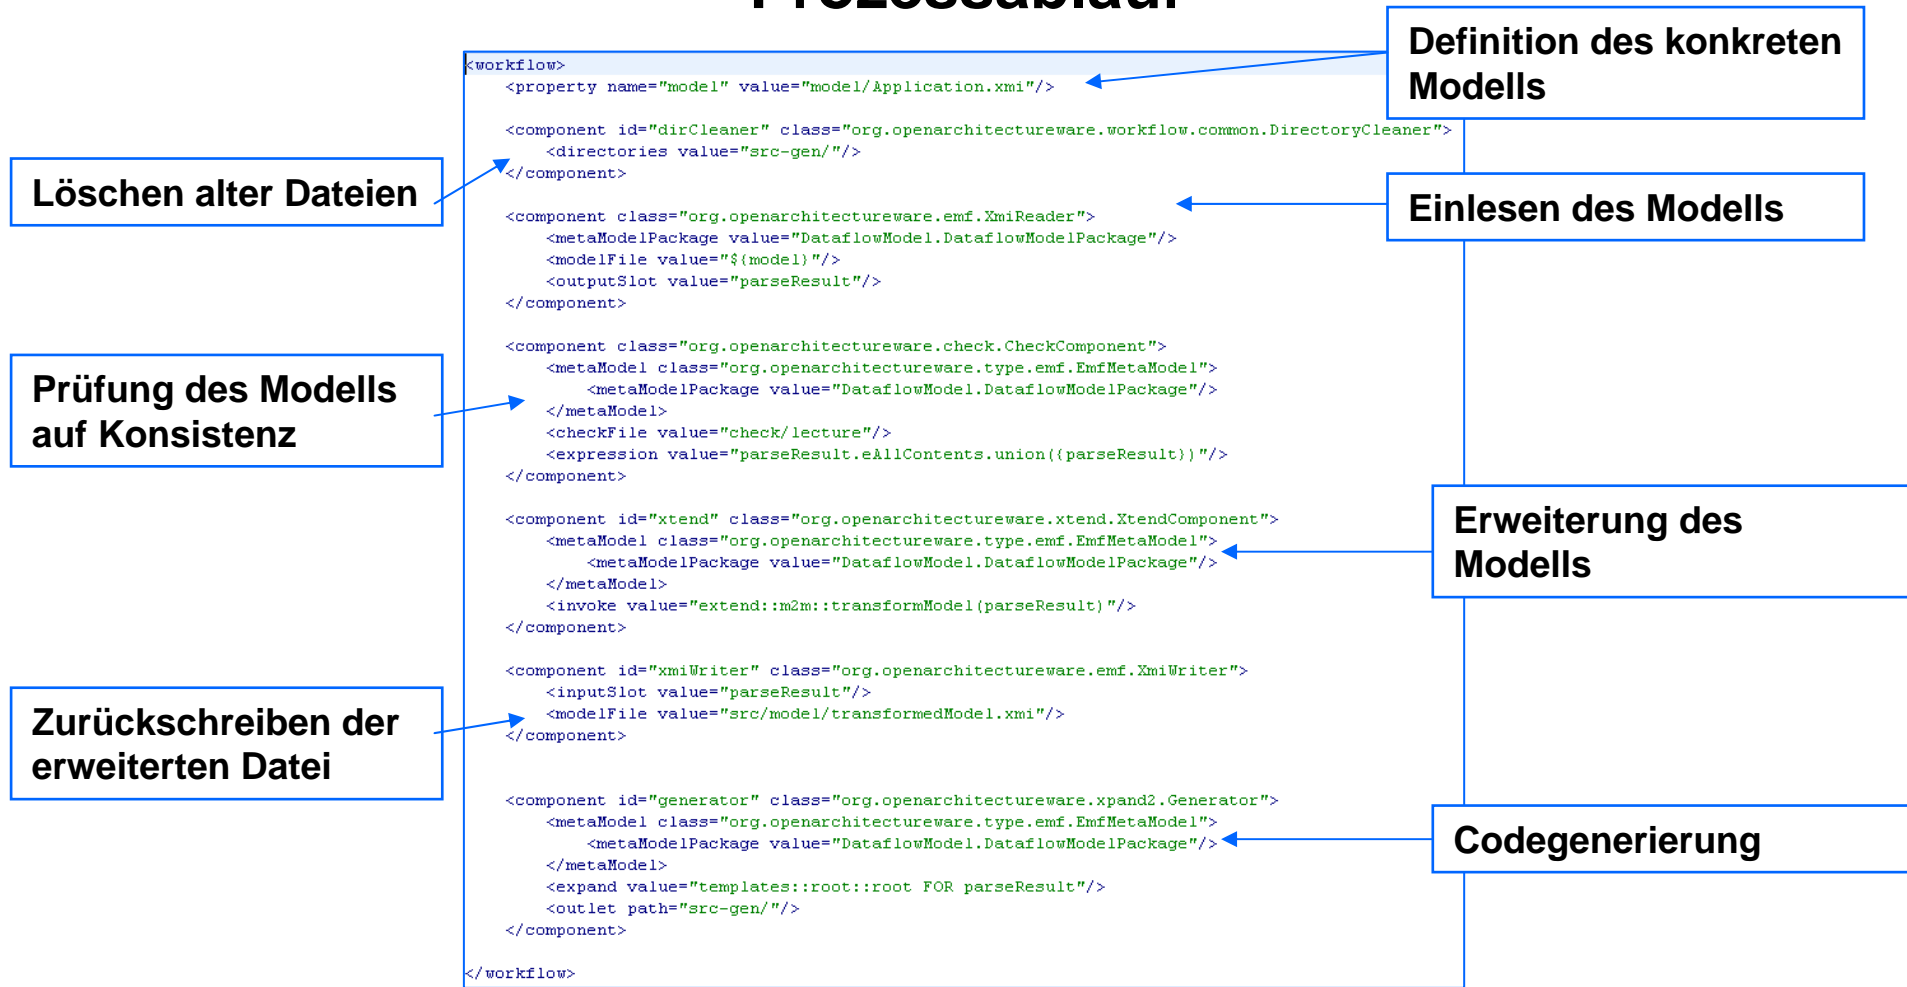 Prozessablauf
Definition des konkreten
Modells
<workflow>
<property name="model" value="model/Application.xmi"/>
<component id="dirCleaner" class="org.openarchitectureware.workflow.common.DirectoryCleaner">
<directories value="src-gen/"/>
</component>
Löschen alter Dateien
Einlesen des Modells
<component class="org.openarchitectureware.emf.XmiReader">
<metaModelPackage value="DataflowModel.DataflowModelPackage"/>
<modelFile value="${model}"/>
<outputSlot value="parseResult"/>
</component>
<component class="org.openarchitectureware.check.CheckComponent">
<metaModel class="org.openarchitectureware.type.emf.EmfMetaModel">
<metaModelPackage value="DataflowModel.DataflowModelPackage"/>
</metaModel>
<checkFile value="check/lecture"/>
<expression value="parseResult.eAllContents.union({parseResult})"/>
</component>
Prüfung des Modells
auf Konsistenz
<component id="xtend" class="org.openarchitectureware.xtend.XtendComponent">
<metaModel class="org.openarchitectureware.type.emf.EmfMetaModel">
<metaModelPackage value="DataflowModel.DataflowModelPackage"/>
</metaModel>
<invoke value="extend::m2m::transformModel(parseResult)"/>
</component>
Erweiterung des
Modells
<component id="xmiWriter" class="org.openarchitectureware.emf.XmiWriter">
<inputSlot value="parseResult"/>
<modelFile value="src/model/transformedModel.xmi"/>
</component>
Zurückschreiben der
erweiterten Datei
<component id="generator" class="org.openarchitectureware.xpand2.Generator">
<metaModel class="org.openarchitectureware.type.emf.EmfMetaModel">
<metaModelPackage value="DataflowModel.DataflowModelPackage"/>
</metaModel>
<expand value="templates::root::root FOR parseResult"/>
<outlet path="src-gen/"/>
</component>
Codegenerierung
</workflow>